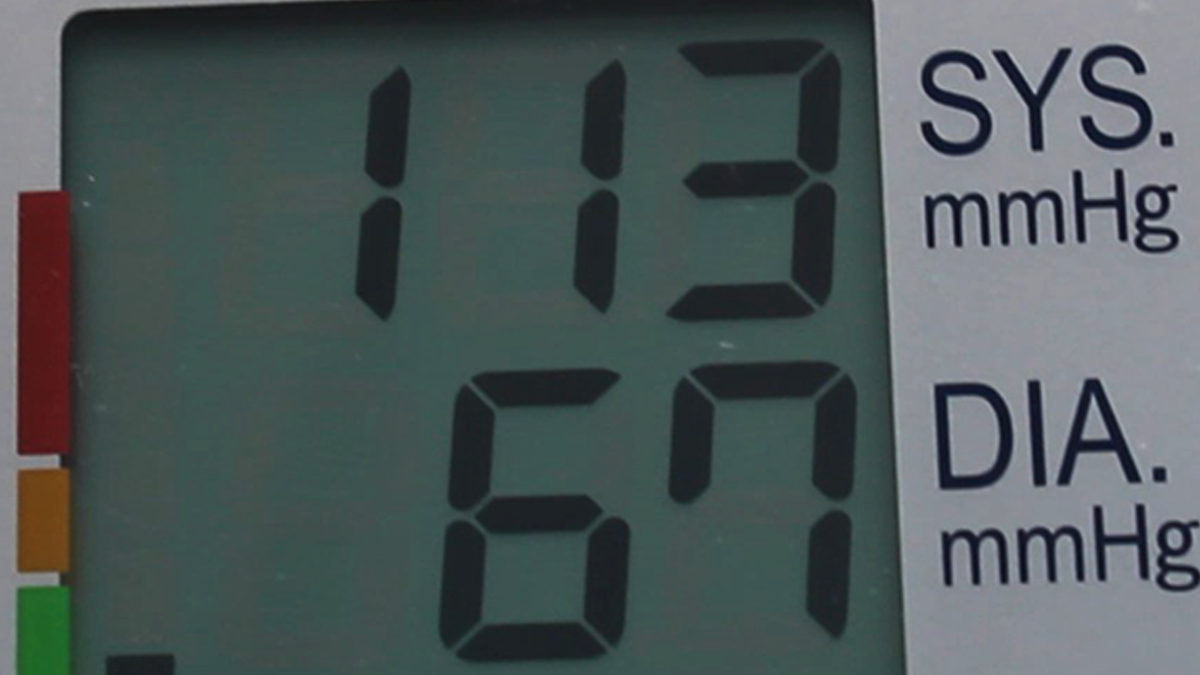 113 SYS.
mmHg
67 DIA.
mmHg